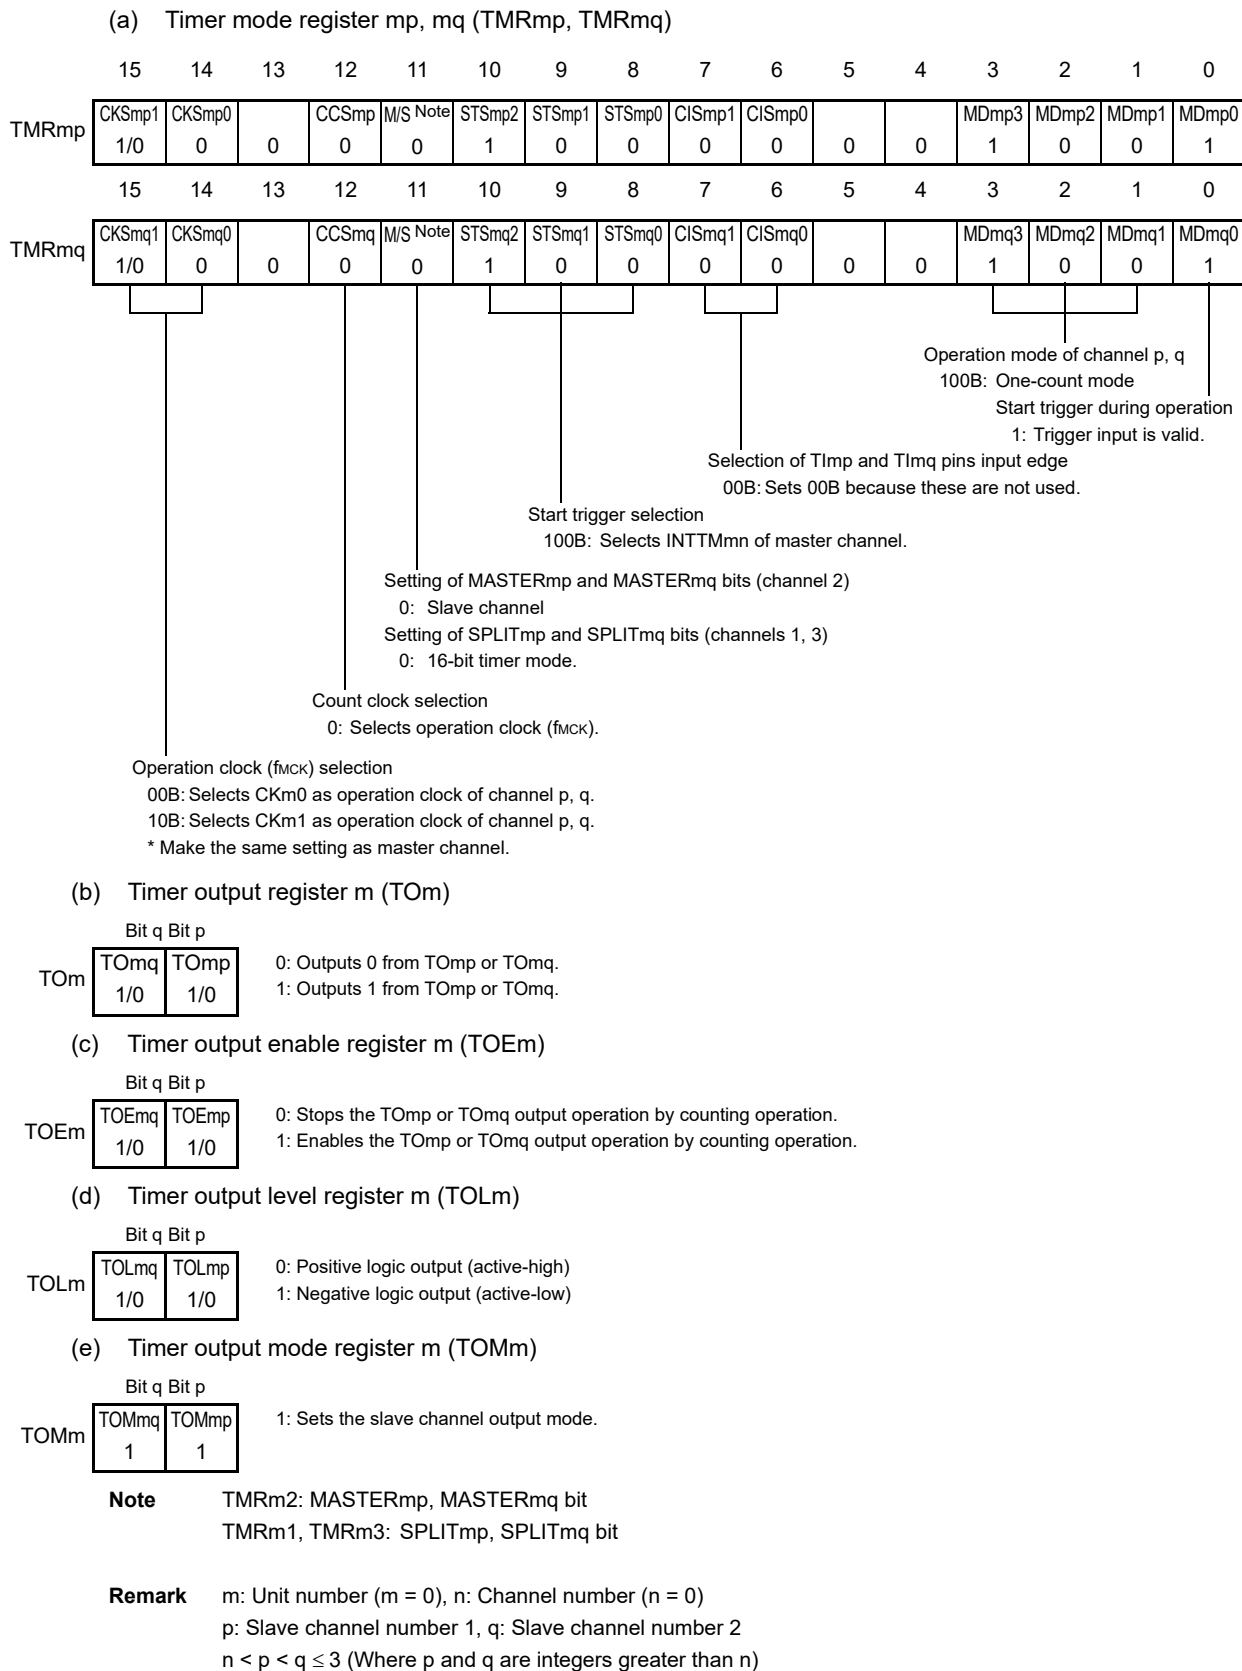 (a) Timer mode register mp, mq (TMRmp, TMRmq)
15 14 13 12 11 10 9 8 7 6 5 4 3 2 1 0
TMRmp CKSmp1 CKSmp0 CCSmp M/S Note STSmp2 STSmp1 STSmp0 CISmp1 CISmp0 MDmp3 MDmp2 MDmp1 MDmp0
1/0 0 0 0 0 1 0 0 0 0 0 0 1 0 0 1
15 14 13 12 11 10 9 8 7 6 5 4 3 2 1 0
TMRmq CKSmq1 CKSmq0 CCSmq M/S Note STSmq2 STSmq1 STSmq0 CISmq1 CISmq0 MDmq3 MDmq2 MDmq1 MDmq0
1/0 0 0 0 0 1 0 0 0 0 0 0 1 0 0 1
Operation mode of channel p, q
100B: One-count mode
Start trigger during operation
1: Trigger input is valid.
Selection of TImp and TImq pins input edge
00B: Sets 00B because these are not used.
Start trigger selection
100B: Selects INTTMmn of master channel.
Setting of MASTERmp and MASTERmq bits (channel 2)
0: Slave channel
Setting of SPLITmp and SPLITmq bits (channels 1, 3)
0: 16-bit timer mode.
Count clock selection
0: Selects operation clock (fMCK).
Operation clock (fMCK) selection
00B: Selects CKm0 as operation clock of channel p, q.
10B: Selects CKm1 as operation clock of channel p, q.
* Make the same setting as master channel.
(b) Timer output register m (TOm)
Bit q Bit p
TOm TOmq TOmp
1/0 1/0
0: Outputs 0 from TOmp or TOmq.
1: Outputs 1 from TOmp or TOmq.
(c) Timer output enable register m (TOEm)
Bit q Bit p
TOEm TOEmq TOEmp
1/0 1/0
0: Stops the TOmp or TOmq output operation by counting operation.
1: Enables the TOmp or TOmq output operation by counting operation.
(d) Timer output level register m (TOLm)
Bit q Bit p
TOLm TOLmq TOLmp
1/0 1/0
0: Positive logic output (active-high)
1: Negative logic output (active-low)
(e) Timer output mode register m (TOMm)
Bit q Bit p
TOMm TOMmq TOMmp
1 1
1: Sets the slave channel output mode.
Note TMRm2: MASTERmp, MASTERmq bit
TMRm1, TMRm3: SPLITmp, SPLITmq bit
Remark m: Unit number (m = 0), n: Channel number (n = 0)
p: Slave channel number 1, q: Slave channel number 2
n < p < q ≤ 3 (Where p and q are integers greater than n)